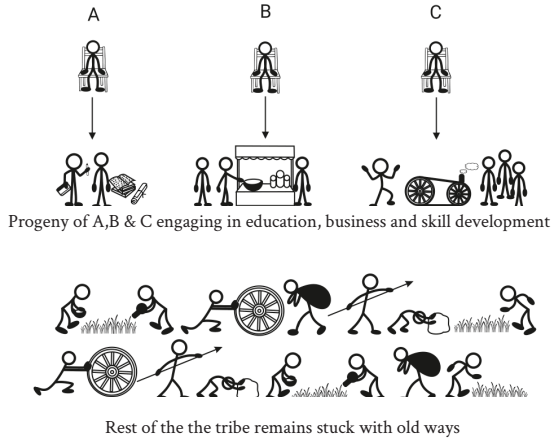 A B C
Progeny of A,B & C engaging in education, business and skill development
Rest of the the tribe remains stuck with old ways